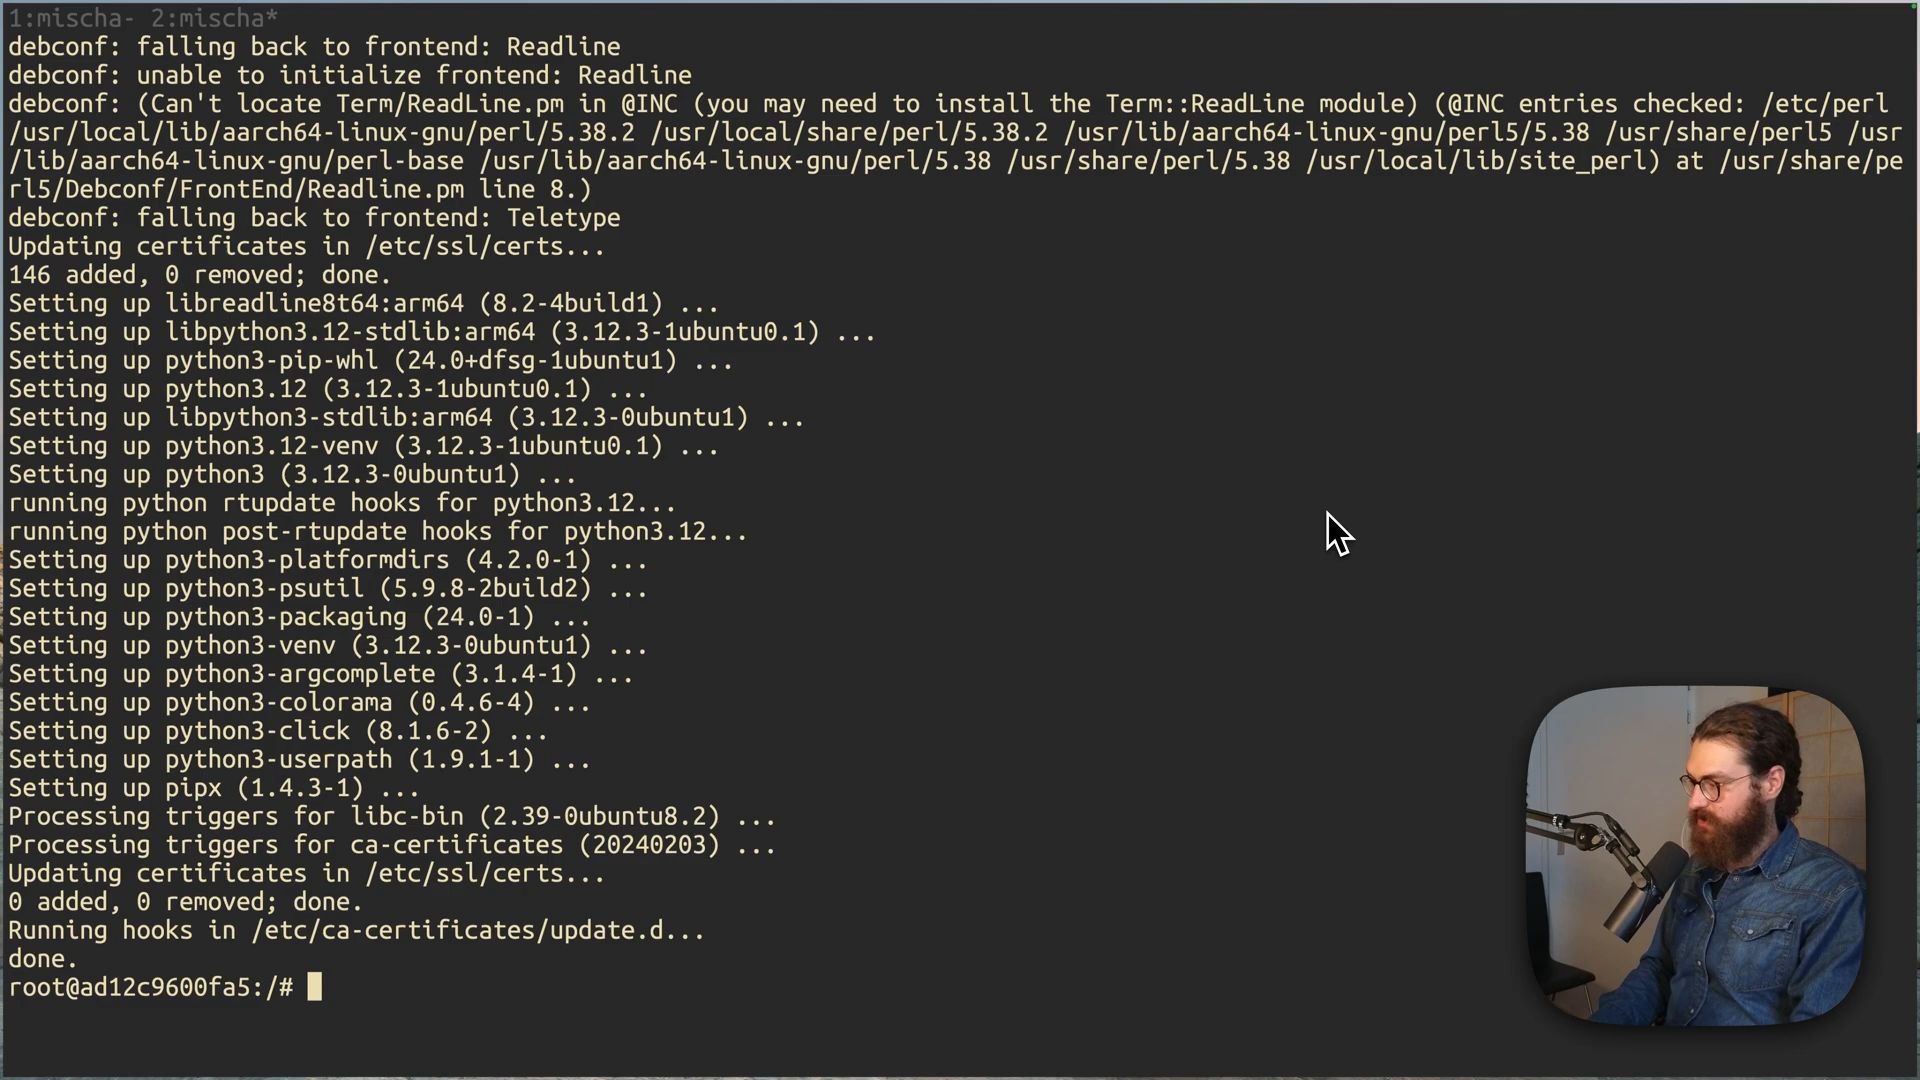 1:mischa- 2:mischa*
debconf: falling back to frontend: Readline
debconf: unable to initialize frontend: Readline
debconf: (Can't locate Term/ReadLine.pm in @INC (you may need to install the Term::ReadLine module) (@INC entries checked: /etc/perl
/usr/local/lib/aarch64-linux-gnu/perl/5.38.2 /usr/local/share/perl/5.38.2 /usr/lib/aarch64-linux-gnu/perl5/5.38 /usr/share/perl5 /usr
/lib/aarch64-linux-gnu/perl-base /usr/lib/aarch64-linux-gnu/perl/5.38 /usr/share/perl/5.38 /usr/local/lib/site_perl) at /usr/share/pe
rl5/Debconf/FrontEnd/Readline.pm line 8.)
debconf: falling back to frontend: Teletype
Updating certificates in /etc/ssl/certs...
146 added, 0 removed; done.
Setting up libreadline8t64:arm64 (8.2-4build1) ...
Setting up libpython3.12-stdlib:arm64 (3.12.3-1ubuntu0.1) ...
Setting up python3-pip-whl (24.0+dfsg-1ubuntu1) ...
Setting up python3.12 (3.12.3-1ubuntu0.1) ...
Setting up libpython3-stdlib:arm64 (3.12.3-0ubuntu1) ...
Setting up python3.12-venv (3.12.3-1ubuntu0.1) ...
Setting up python3 (3.12.3-0ubuntu1) ...
running python rtupdate hooks for python3.12...
running python post-rtupdate hooks for python3.12...
Setting up python3-platformdirs (4.2.0-1) ...
Setting up python3-psutil (5.9.8-2build2) ...
Setting up python3-packaging (24.0-1) ...
Setting up python3-venv (3.12.3-0ubuntu1) ...
Setting up python3-argcomplete (3.1.4-1) ...
Setting up python3-colorama (0.4.6-4) ...
Setting up python3-click (8.1.6-2) ...
Setting up python3-userpath (1.9.1-1) ...
Setting up pipx (1.4.3-1) ...
Processing triggers for libc-bin (2.39-0ubuntu8.2) ...
Processing triggers for ca-certificates (20240203) ...
Updating certificates in /etc/ssl/certs...
0 added, 0 removed; done.
Running hooks in /etc/ca-certificates/update.d...
done.
root@ad12c9600fa5:/#